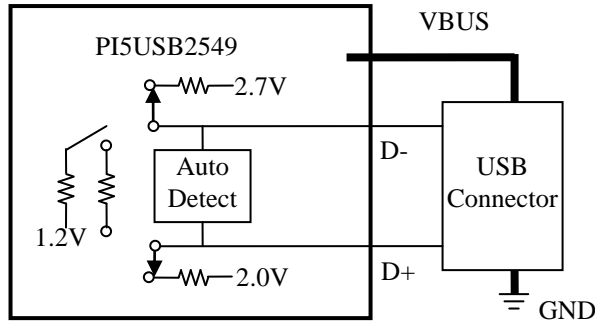 VBUS
PI5USB2549
2.7V
D-
Auto
Detect
USB
Connector
1.2V
D+
2.0V
GND